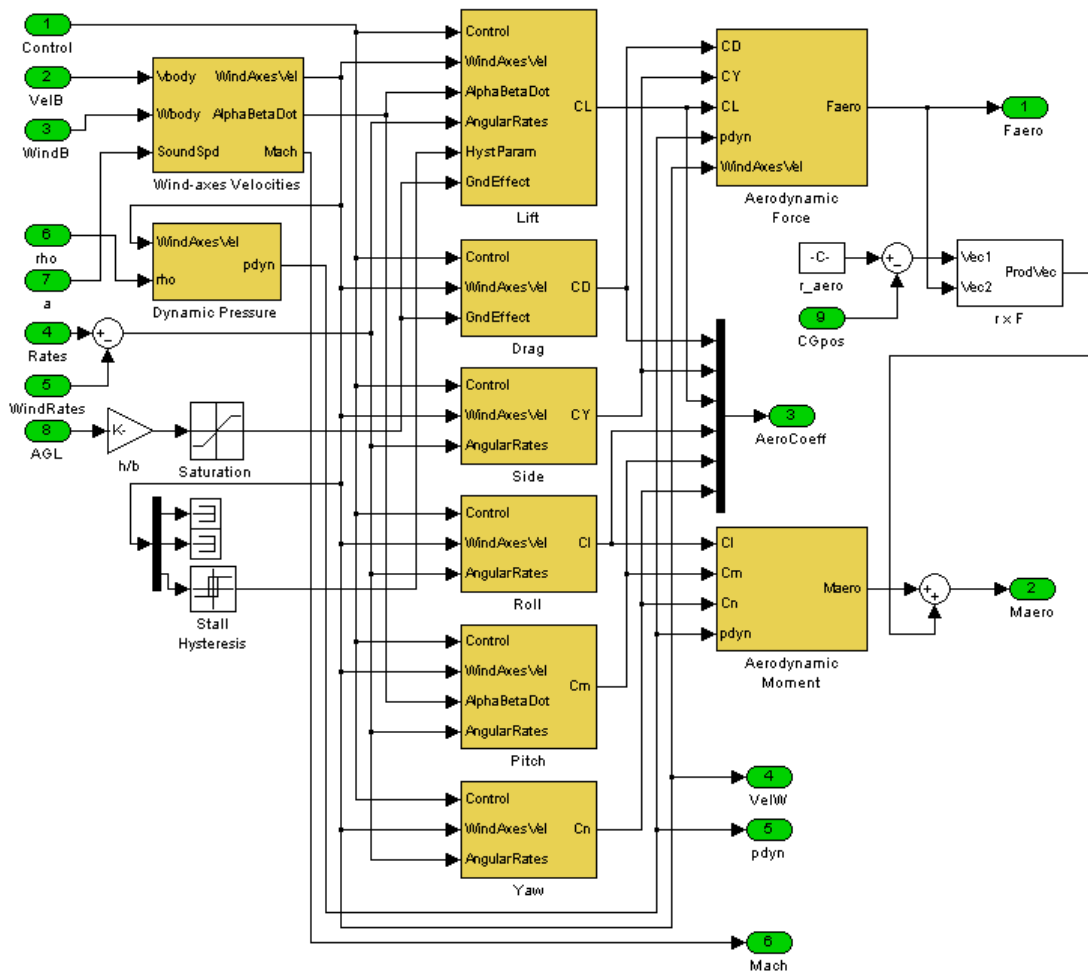 1
Control
2
VelB
3
WindB
Vbody
Wbody
SoundSpd
WindAxesVel
AlphaBetaDot
Mach
Wind-axes Velocities
6
rho
7
a
WindAxesVel
rho
pdyn
Dynamic Pressure
4
Rates
+
−
5
WindRates
8
AGL
K-
h/b
Saturation
Stall
Hysteresis
Control
WindAxesVel
AlphaBetaDot
AngularRates
HystParam
GndEffect
CL
Lift
Control
WindAxesVel
GndEffect
CD
Drag
Control
WindAxesVel
AngularRates
CY
Side
Control
WindAxesVel
AngularRates
Cl
Roll
Control
WindAxesVel
AlphaBetaDot
AngularRates
Cm
Pitch
Control
WindAxesVel
AngularRates
Cn
Yaw
CD
CY
CL
pdyn
WindAxesVel
Faero
Aerodynamic
Force
1
Faero
-C-
r_aero
+
−
9
CGpos
Vec1
Vec2
ProdVec
r x F
3
AeroCoeff
Cl
Cm
Cn
pdyn
Maero
Aerodynamic
Moment
+
+
2
Maero
4
VelW
5
pdyn
6
Mach